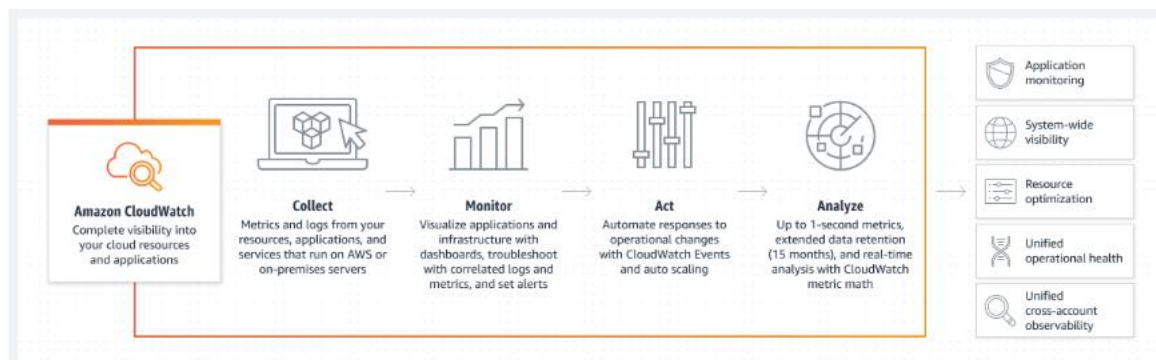 Amazon CloudWatch
Complete visibility into
your cloud resources
and applications
Collect
Metrics and logs from your
resources, applications, and
services that run on AWS or
on-premises servers
Monitor
Visualize applications and
infrastructure with
dashboards, troubleshoot
with correlated logs and
metrics, and set alerts
Act
Automate responses to
operational changes
with CloudWatch Events
and auto scaling
Analyze
Up to 1-second metrics,
extended data retention
(15 months), and real-time
analysis with CloudWatch
metric math
Application
monitoring
System-wide
visibility
Resource
optimization
Unified
operational health
Unified
cross-account
observability